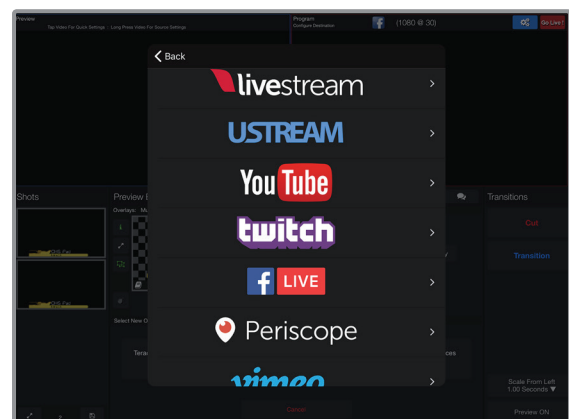 Preview
Program
Tap Video For Quick Settings - Long Press Video For Source Settings
Configure Destination
(1080 @ 30)
Go Live!
Back
livestream
USTREAM
YouTube
twitch
f LIVE
Periscope
vimeo
Shots
Preview
Overlays:
Transitions
Cut
Transition
Select New
Cancel
Scale From Left
1.00 Seconds ▼
Preview ON